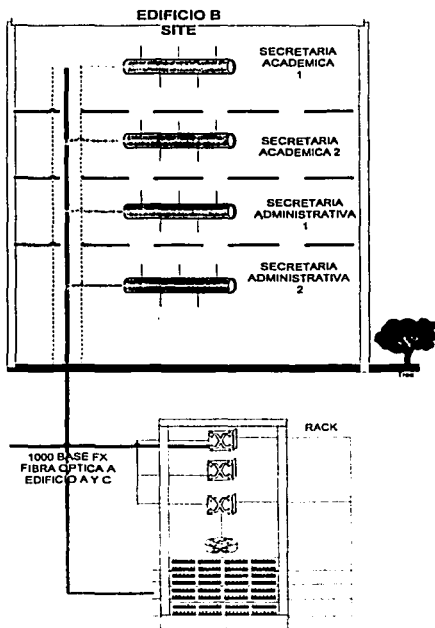 EDIFICIO B
SITE
SECRETARIA
ACADEMICA
1
SECRETARIA
ACADEMICA 2
SECRETARIA
ADMINISTRATIVA
1
SECRETARIA
ADMINISTRATIVA
2
Tree
1000 BASE FX
FIBRA OPTICA A
EDIFICIO A Y C
RACK